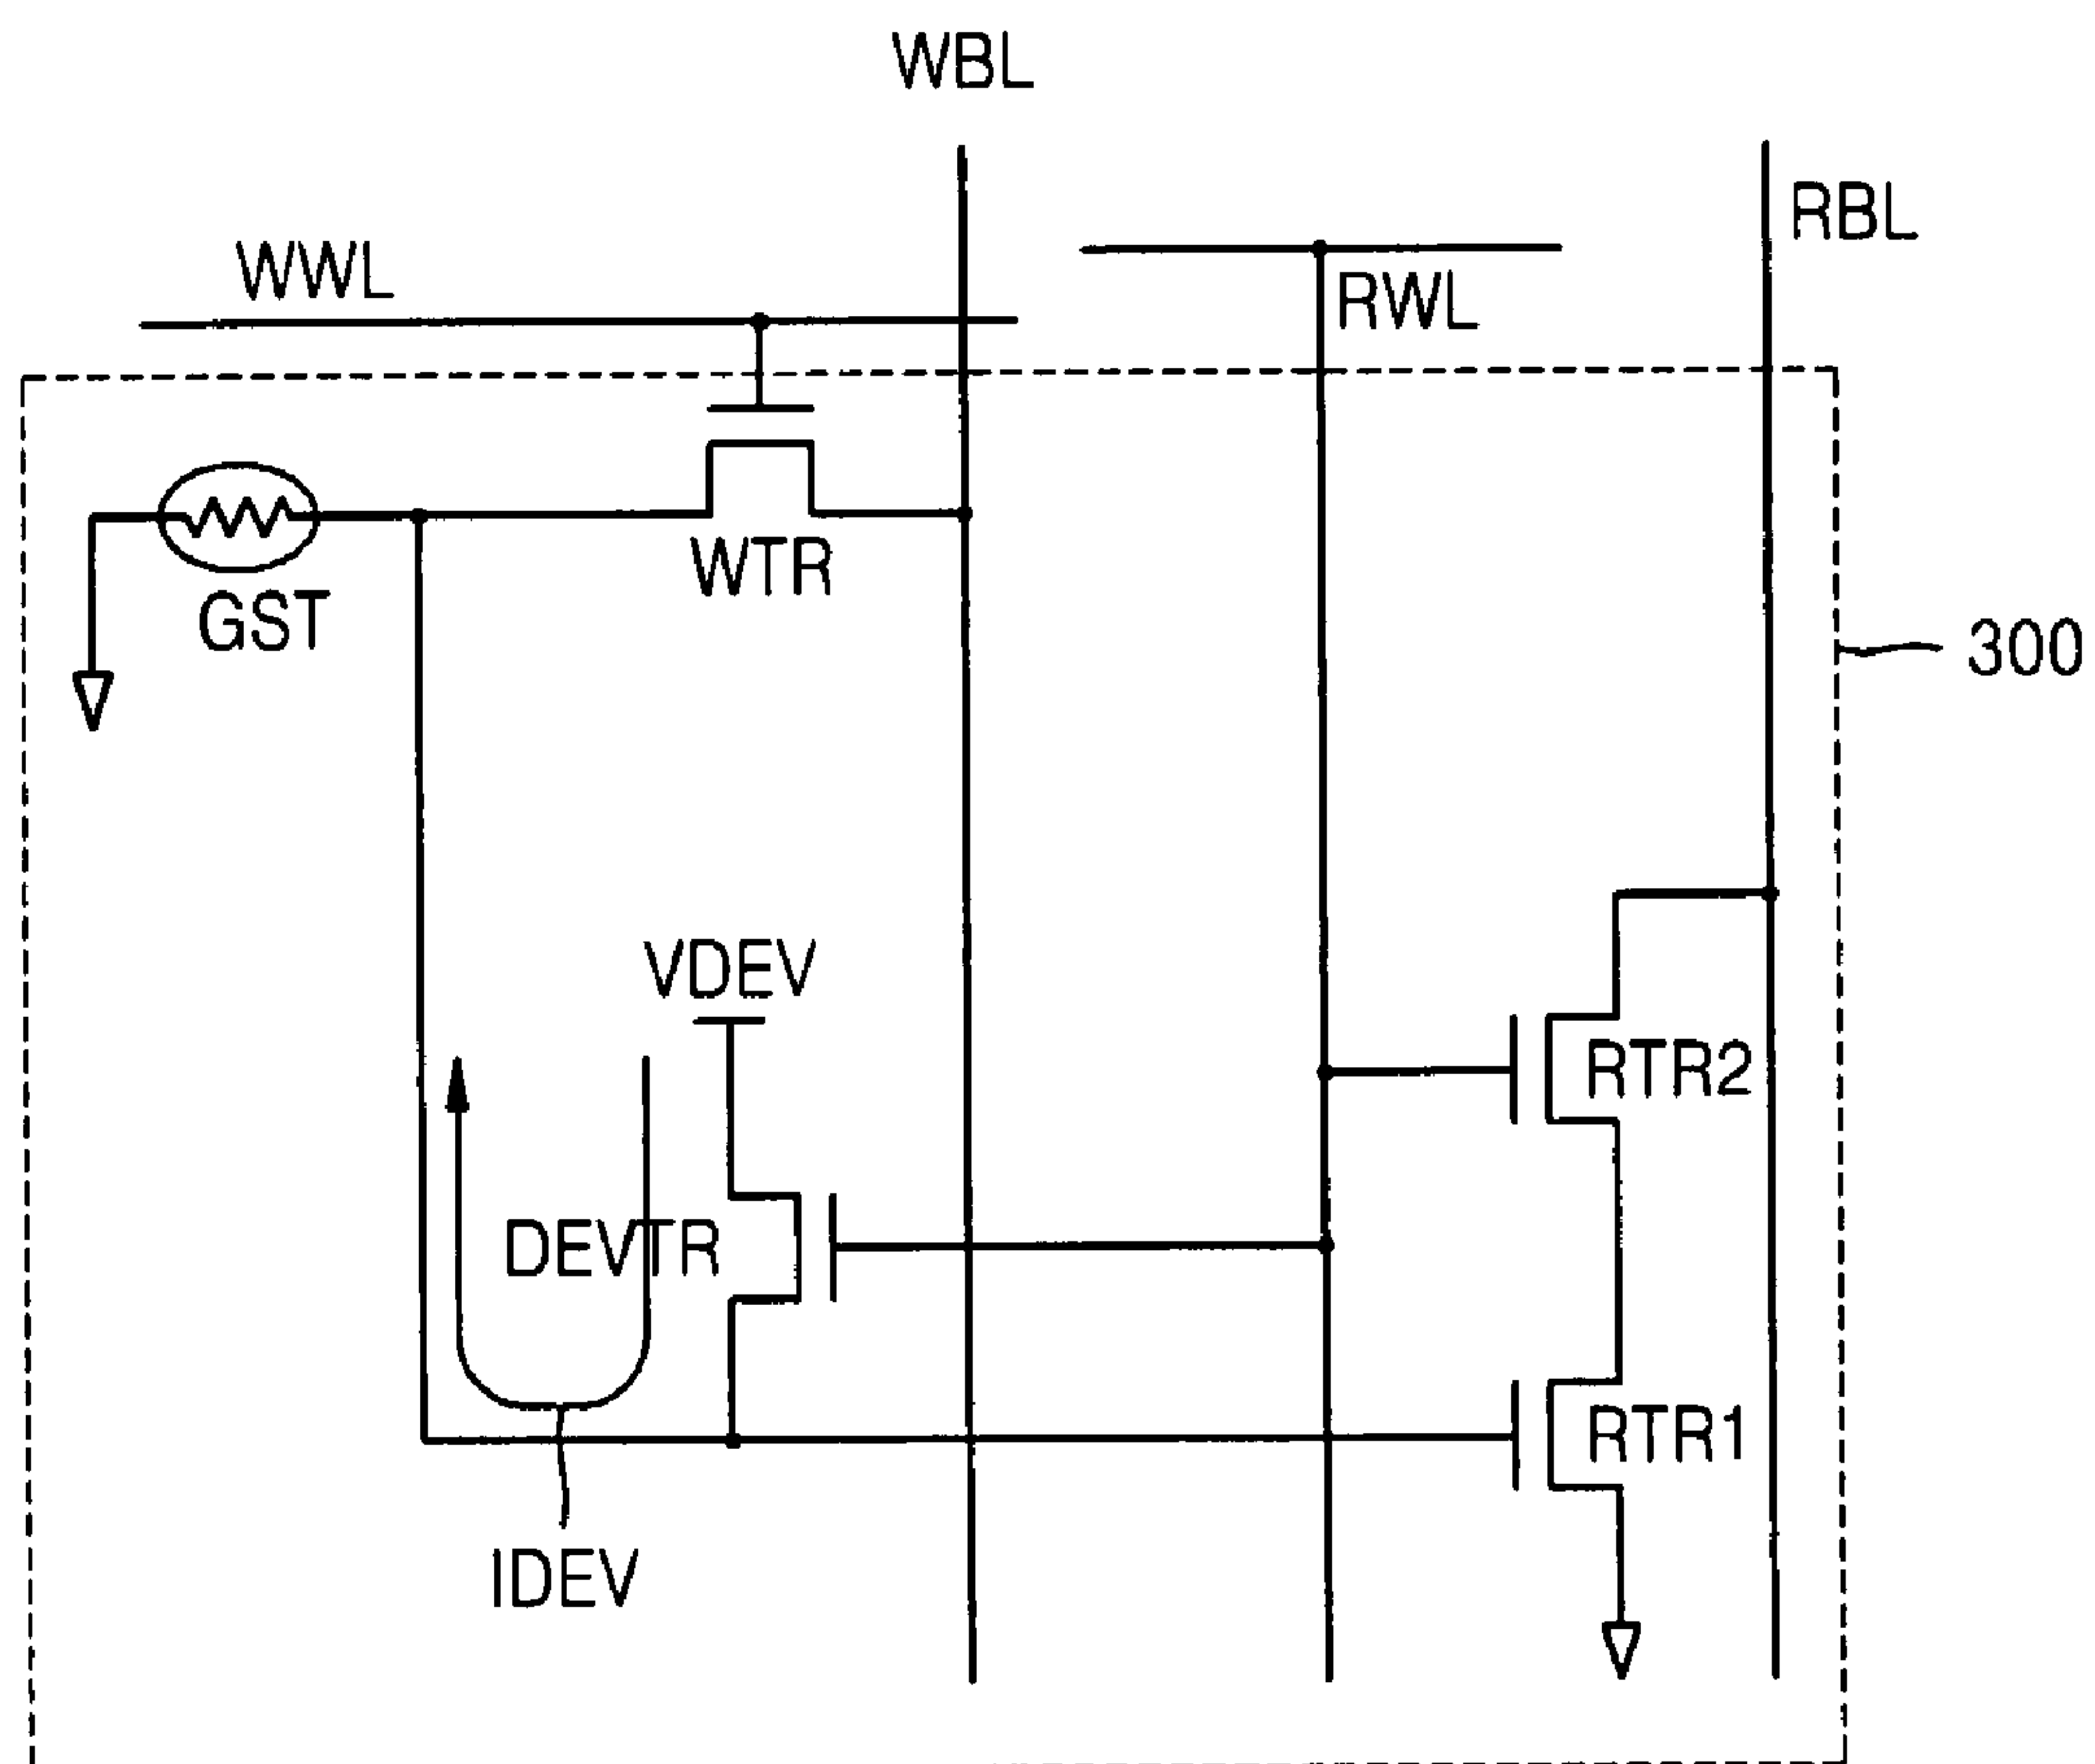 WBL
RBL
WWL
RWL
WTR
GST
300
VDEV
RTR2
DEVTR
RTR1
IDEV